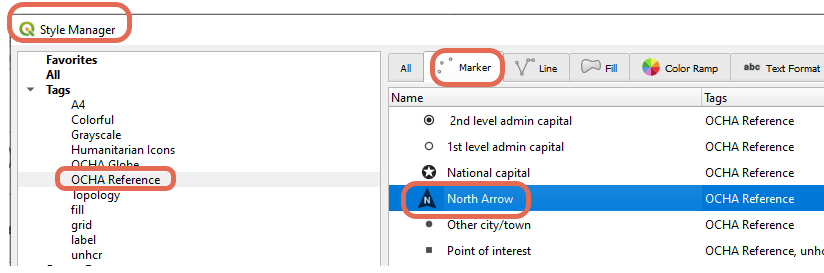 Style Manager
Favorites
All
Tags
A4
Colorful
Grayscale
Humanitarian Icons
OCHA Globe
OCHA Reference
Topology
fill
grid
label
unhcr
All Marker Line Fill Color Ramp abc Text Format
Name Tags
2nd level admin capital OCHA Reference
1st level admin capital OCHA Reference
National capital OCHA Reference
N North Arrow OCHA Reference
Other city/town OCHA Reference
Point of interest OCHA Reference, unhc